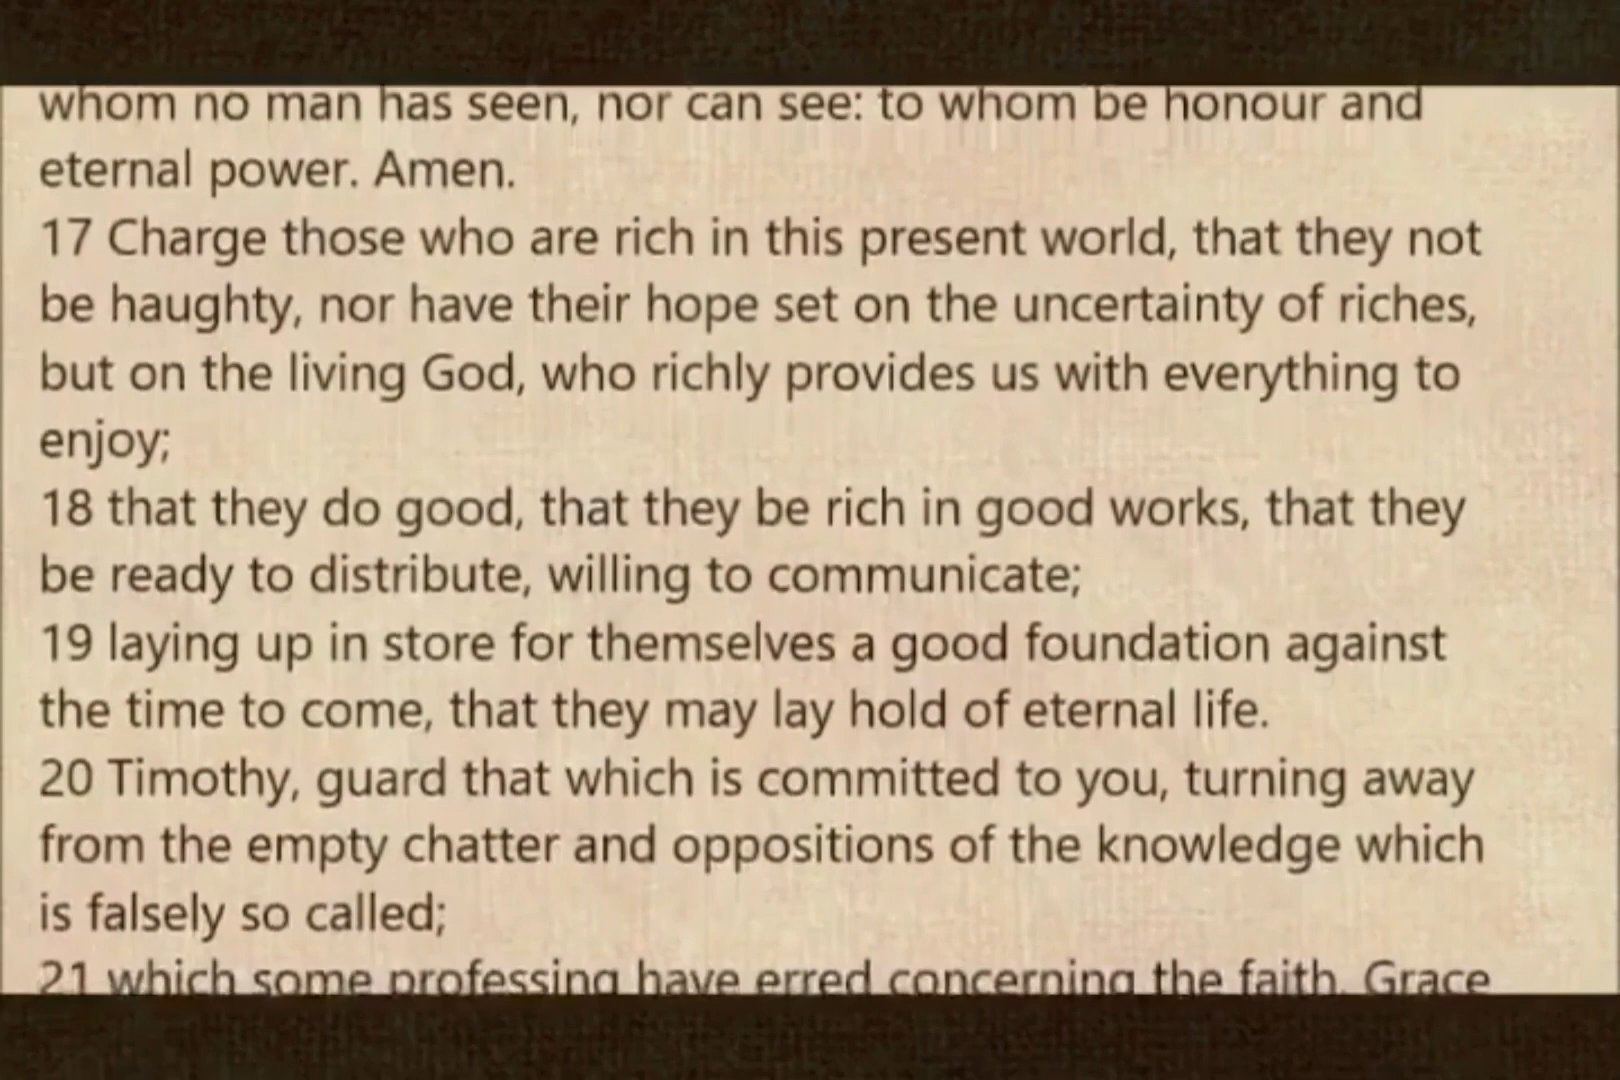 whom no man has seen, nor can see: to whom be honour and
eternal power. Amen.
17 Charge those who are rich in this present world, that they not
be haughty, nor have their hope set on the uncertainty of riches,
but on the living God, who richly provides us with everything to
enjoy;
18 that they do good, that they be rich in good works, that they
be ready to distribute, willing to communicate;
19 laying up in store for themselves a good foundation against
the time to come, that they may lay hold of eternal life.
20 Timothy, guard that which is committed to you, turning away
from the empty chatter and oppositions of the knowledge which
is falsely so called;
21 which some professing have erred concerning the faith. Grace